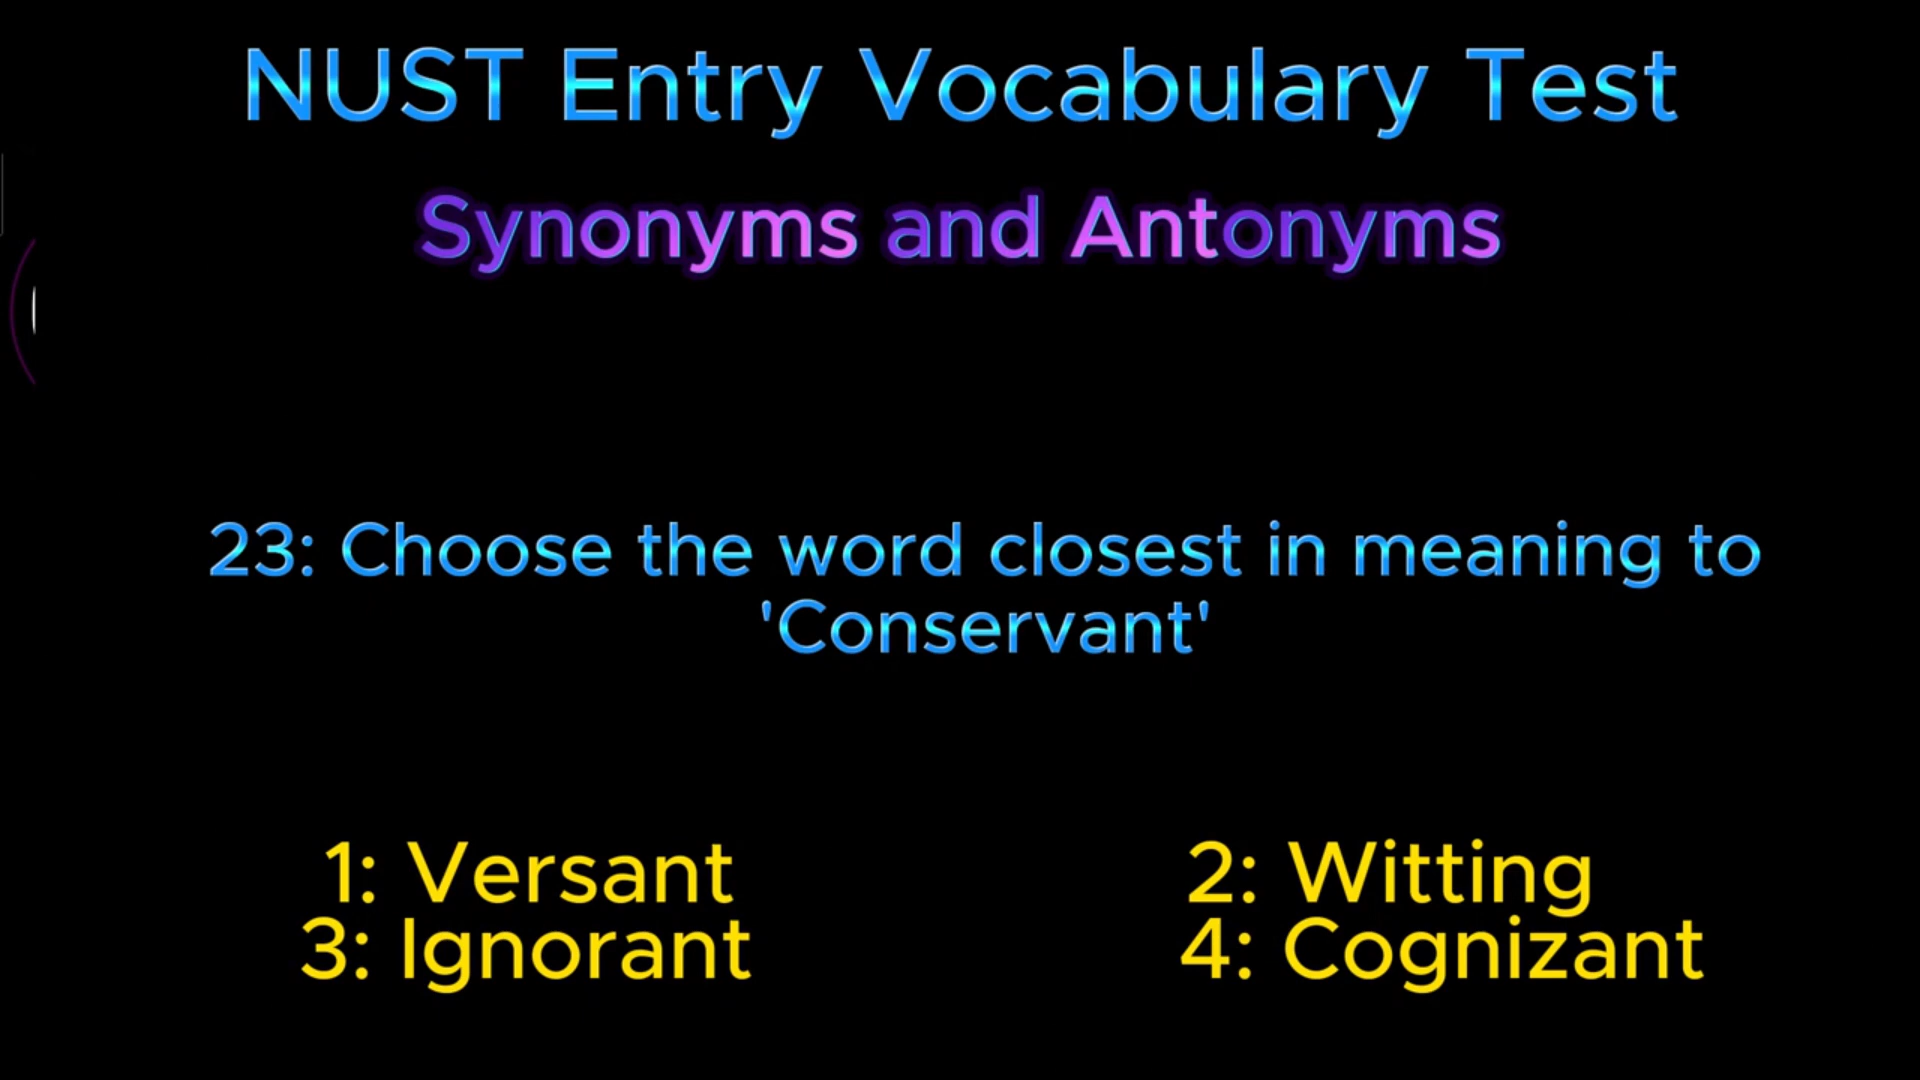 NUST Entry Vocabulary Test
Synonyms and Antonyms
23: Choose the word closest in meaning to
'Conservant'
1: Versant
2: Witting
3: Ignorant
4: Cognizant